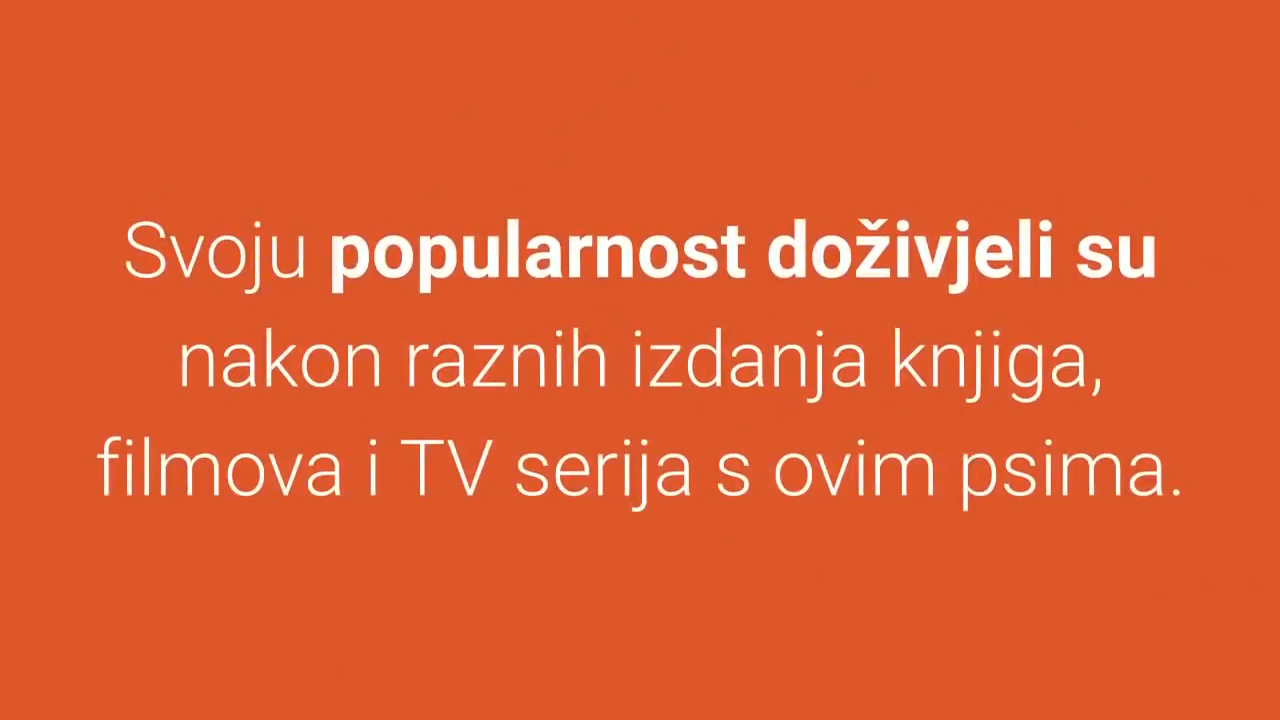 Svoju popularnost doživjeli su
nakon raznih izdanja knjiga,
filmova i TV serija s ovim psima.